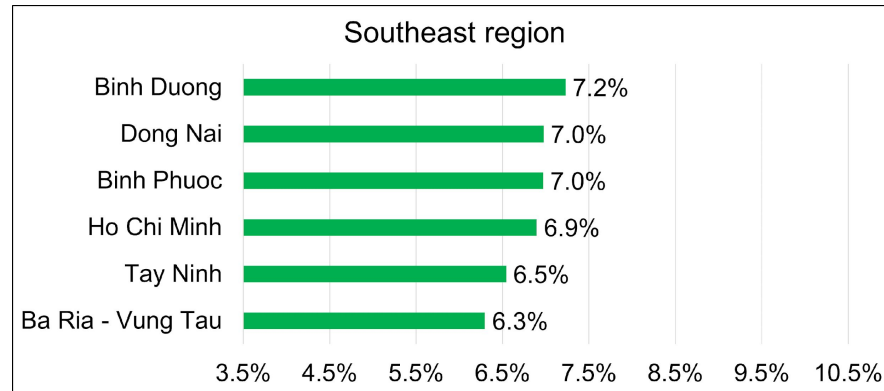 Southeast region
Binh Duong 7.2%
Dong Nai 7.0%
Binh Phuoc 7.0%
Ho Chi Minh 6.9%
Tay Ninh 6.5%
Ba Ria - Vung Tau 6.3%
3.5% 4.5% 5.5% 6.5% 7.5% 8.5% 9.5% 10.5%